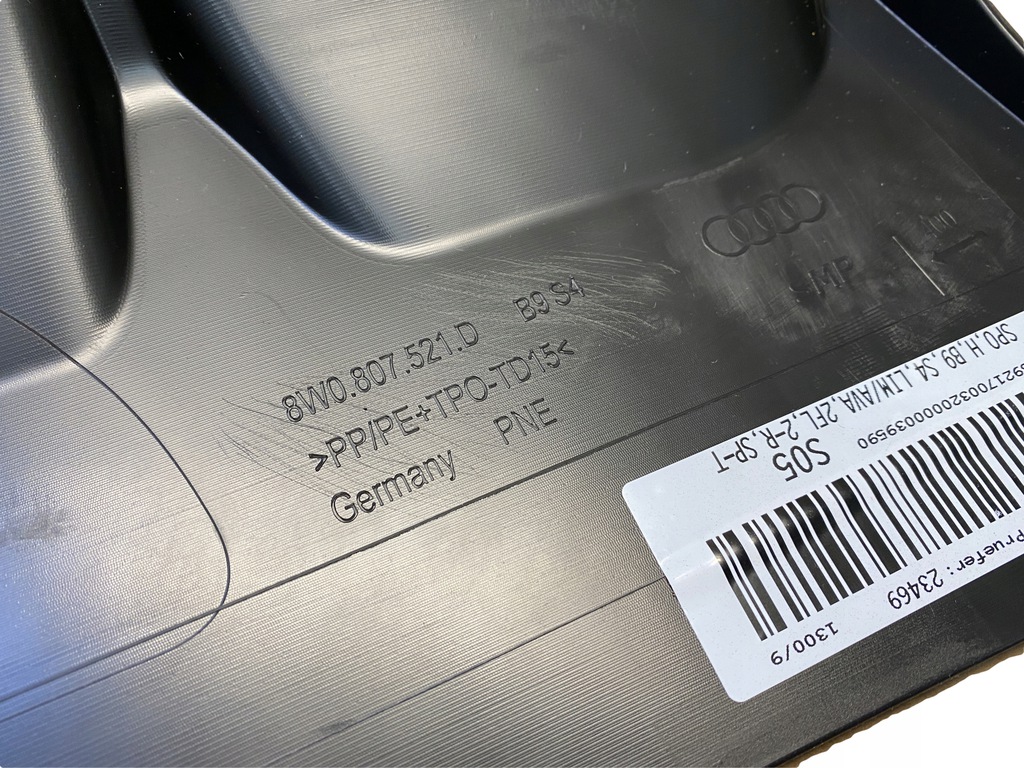 8W0.807.521.D B9 S4
>PP/PE+TPO-TD15<
Germany PNE
SPO,H,B9,S4,LIM/AVA,2FL,2-R,SP-T
S05
Pruefer: 23469
1300/9